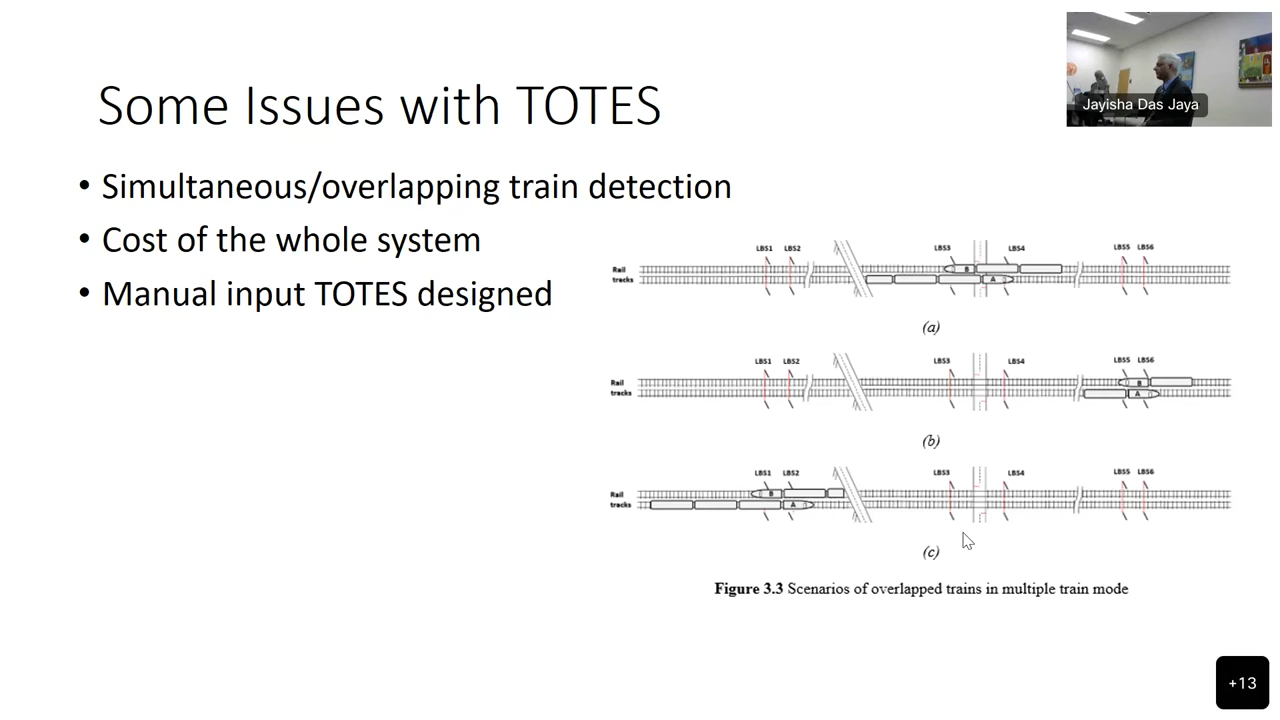 Jayisha Das Jaya
Some Issues with TOTES
• Simultaneous/overlapping train detection
• Cost of the whole system
• Manual input TOTES designed
LBS1 LBS2 LBS3 LBS4 LBS5 LBS6
Rail
tracks
B
A
(a)
LBS1 LBS2 LBS3 LBS4 LBS5 LBS6
Rail
tracks
B
A
(b)
LBS1 LBS2 LBS3 LBS4 LBS5 LBS6
Rail
tracks
B
A
(c)
Figure 3.3 Scenarios of overlapped trains in multiple train mode
+13